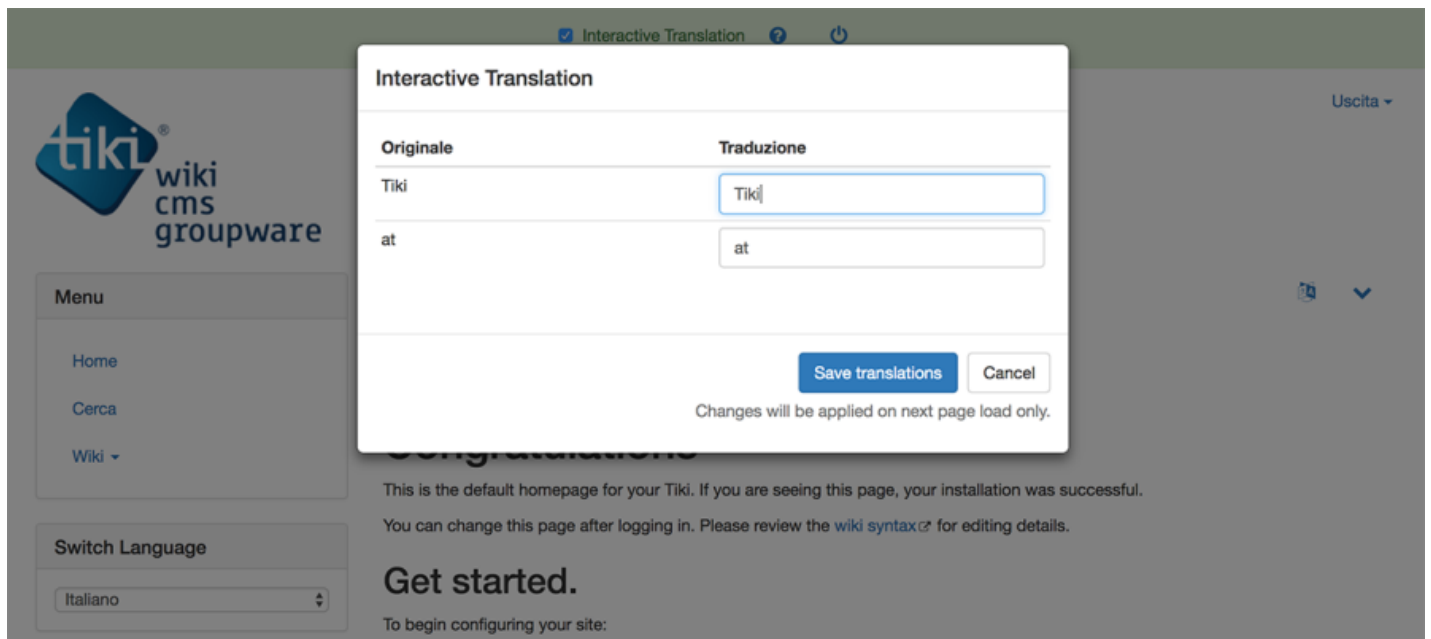 Interactive Translation
Interactive Translation
Uscita
tiki®
wiki
cms
groupware
Originale Traduzione
Tiki Tiki
at at
Menu
Home
Cerca
Wiki
Save translations Cancel
Changes will be applied on next page load only.
Congratulations
This is the default homepage for your Tiki. If you are seeing this page, your installation was successful.
You can change this page after logging in. Please review the wiki syntax for editing details.
Switch Language
Italiano
Get started.
To begin configuring your site: